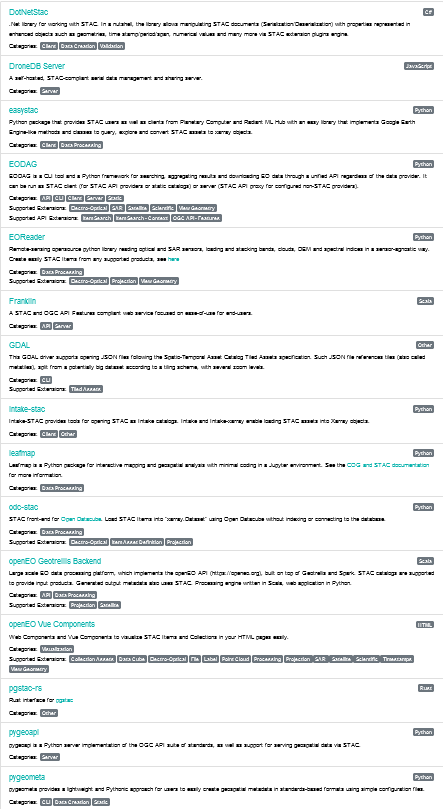 DotNetStac C#
.Net library for working with STAC. In a nutshell, the library allows manipulating STAC documents (Serialization/Deserialization) with properties represented in
enhanced objects such as geometries, time stamp/period/span, numerical values and many more via STAC extension plugins engine.
Categories: Client Data Creation Validation
DroneDB Server JavaScript
A self-hosted, STAC-compliant aerial data management and sharing server.
Categories: Server
easystac Python
Python package that provides STAC users as well as clients from Planetary Computer and Radiant ML Hub with an easy library that implements Google Earth
Engine-like methods and classes to query, explore and convert STAC assets to xarray objects.
Categories: Client Data Processing
EODAG Python
EODAG is a CLI tool and a Python framework for searching, aggregating results and downloading EO data through a unified API regardless of the data provider. It
can be run as STAC client (for STAC API providers or static catalogs) or server (STAC API proxy for configured non-STAC providers).
Categories: API CLI Client Server Static
Supported Extensions: Electro-Optical SAR Satellite Scientific View Geometry
Supported API Extensions: Item Search Item Search - Context OGC API - Features
EOReader Python
Remote-sensing opensource python library reading optical and SAR sensors, loading and stacking bands, clouds, DEM and spectral indices in a sensor-agnostic way.
Create easily STAC Items from any supported products, see here
Categories: Data Processing
Supported Extensions: Electro-Optical Projection View Geometry
Franklin Scala
A STAC and OGC API Features compliant web service focused on ease-of-use for end-users.
Categories: API Server
GDAL Other
This GDAL driver supports opening JSON files following the Spatio-Temporal Asset Catalog Tiled Assets specification. Such JSON file references tiles (also called
metatiles), split from a potentially big dataset according to a tiling scheme, with several zoom levels.
Categories: CLI
Supported Extensions: Tiled Assets
Intake-stac Python
Intake-STAC provides tools for opening STAC as Intake catalogs. Intake and Intake-xarray enable loading STAC assets into Xarray objects.
Categories: Client Other
leafmap Python
Leafmap is a Python package for interactive mapping and geospatial analysis with minimal coding in a Jupyter environment. See the COG and STAC documentation
for more information.
Categories: Data Processing
odc-stac Python
STAC front-end for Open Datacube. Load STAC Items into `xarray.Dataset` using Open Datacube without indexing or connecting to the database.
Categories: Data Processing
Supported Extensions: Electro-Optical Item Asset Definition Projection
openEO Geotrellis Backend Scala
Large scale EO data processing platform, which implements the openEO API (https://openeo.org), built on top of Geotrellis and Spark. STAC catalogs are supported
to provide input products. Generated output metadata also uses STAC. Processing engine written in Scala, web application in Python.
Categories: API Data Processing
Supported Extensions: Projection Satellite
openEO Vue Components HTML
Web Components and Vue Components to visualize STAC Items and Collections in your HTML pages easily.
Categories: Visualization
Supported Extensions: Collection Assets Data Cube Electro-Optical File Label Point Cloud Processing Projection SAR Satellite Scientific Timestamps
View Geometry
pgstac-rs Rust
Rust interface for pgstac
Categories: Other
pygeoapi Python
pygeoapi is a Python server implementation of the OGC API suite of standards, as well as support for serving geospatial data via STAC.
Categories: Server
pygeometa Python
pygeometa provides a lightweight and Pythonic approach for users to easily create geospatial metadata in standards-based formats using simple configuration files.
Categories: CLI Data Creation Static